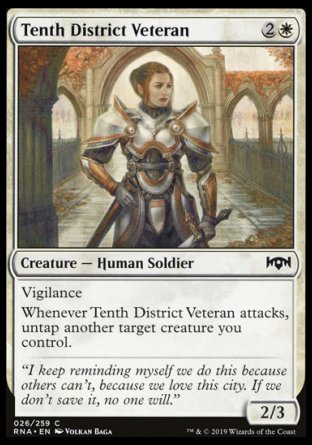 Tenth District Veteran 2
Creature — Human Soldier
Vigilance
Whenever Tenth District Veteran attacks,
untap another target creature you
control.
“I keep reminding myself we do this because
others can’t, because we love this city. If we
don’t save it, no one will.”
2/3
026/259 C
RNA • EN Volkan Baga ™ & © 2019 Wizards of the Coast